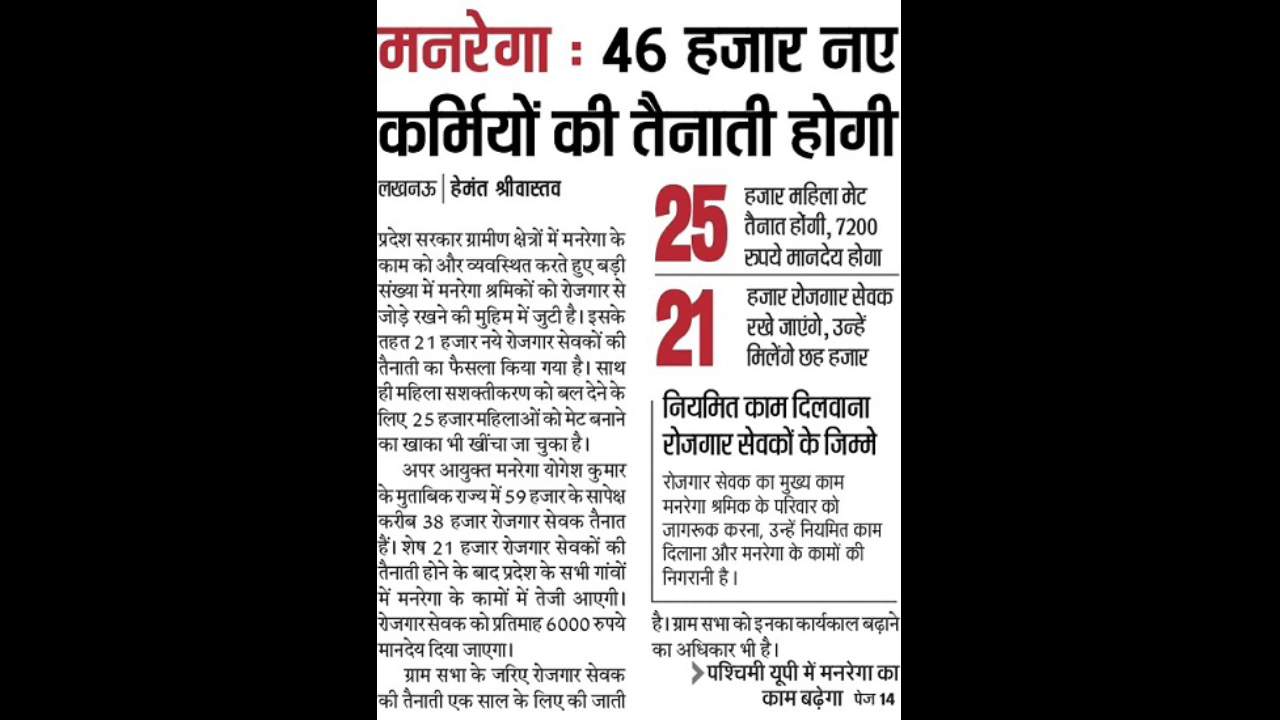 मनरेगा : 46 हजार नए
कर्मियों की तैनाती होगी
लखनऊ | हेमंत श्रीवास्तव
प्रदेश सरकार ग्रामीण क्षेत्रों में मनरेगा के
काम को और व्यवस्थित करते हुए बड़ी
संख्या में मनरेगा श्रमिकों को रोजगार से
जोड़े रखने की मुहिम में जुटी है। इसके
तहत 21 हजार नये रोजगार सेवकों की
तैनाती का फैसला किया गया है। साथ
ही महिला सशक्तीकरण को बल देने के
लिए 25 हजार महिलाओं को मेट बनाने
का खाका भी खींचा जा चुका है।
अपर आयुक्त मनरेगा योगेश कुमार
के मुताबिक राज्य में 59 हजार के सापेक्ष
करीब 38 हजार रोजगार सेवक तैनात
हैं। शेष 21 हजार रोजगार सेवकों की
तैनाती होने के बाद प्रदेश के सभी गांवों
में मनरेगा के कामों में तेजी आएगी।
रोजगार सेवक को प्रतिमाह 6000 रुपये
मानदेय दिया जाएगा।
ग्राम सभा के जरिए रोजगार सेवक
की तैनाती एक साल के लिए की जाती
25 हजार महिला मेट
तैनात होंगी, 7200
रुपये मानदेय होगा
21 हजार रोजगार सेवक
रखे जाएंगे, उन्हें
मिलेंगे छह हजार
नियमित काम दिलवाना
रोजगार सेवकों के जिम्मे
रोजगार सेवक का मुख्य काम
मनरेगा श्रमिक के परिवार को
जागरूक करना, उन्हें नियमित काम
दिलाना और मनरेगा के कामों की
निगरानी है।
है। ग्राम सभा को इनका कार्यकाल बढ़ाने
का अधिकार भी है।
पश्चिमी यूपी में मनरेगा का
काम बढ़ेगा पेज 14